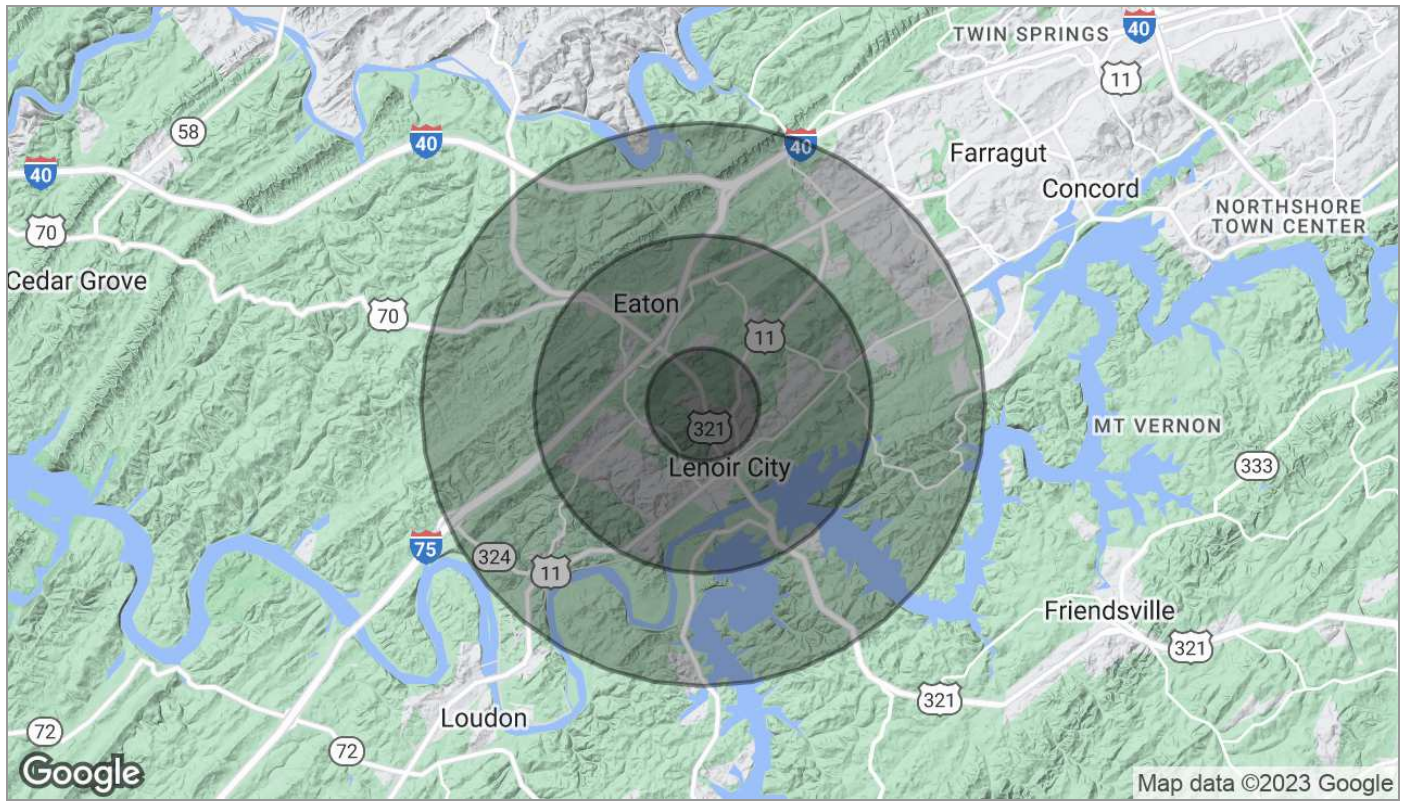 TWIN SPRINGS
40
11
58
40
40
40
Farragut
Concord
NORTHSHORE
TOWN CENTER
70
Cedar Grove
70
Eaton
11
321
Lenoir City
MT VERNON
333
75
324
11
Friendsville
321
321
Loudon
72
72
Google
Map data ©2023 Google